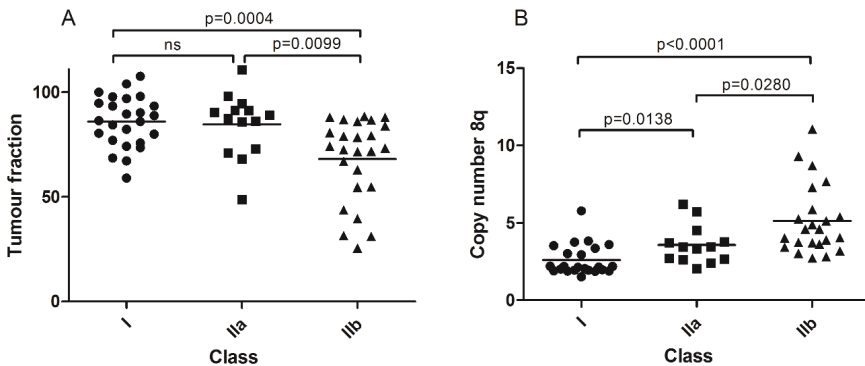 A
p=0.0004
ns
p=0.0099
Tumour fraction
100
50
0
I
IIa
IIb
Class
B
p<0.0001
p=0.0280
p=0.0138
Copy number 8q
15
10
5
0
I
IIa
IIb
Class